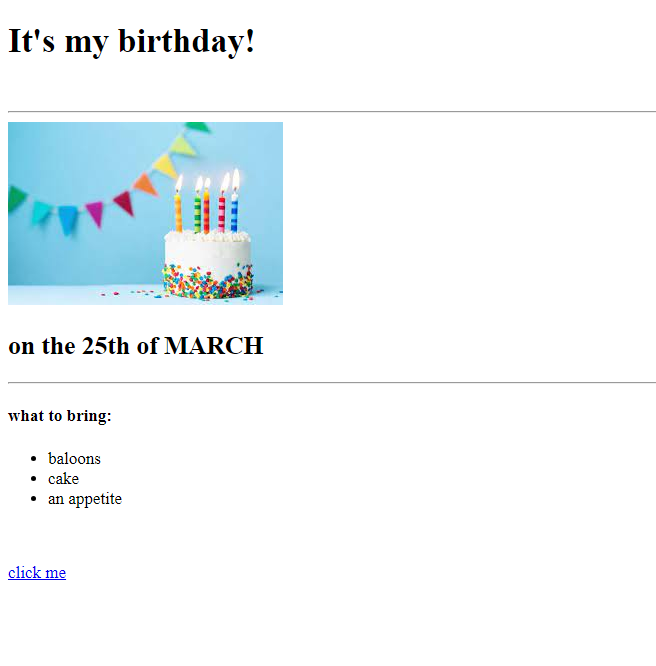 It's my birthday!
on the 25th of MARCH
what to bring:
baloons
cake
an appetite
click me